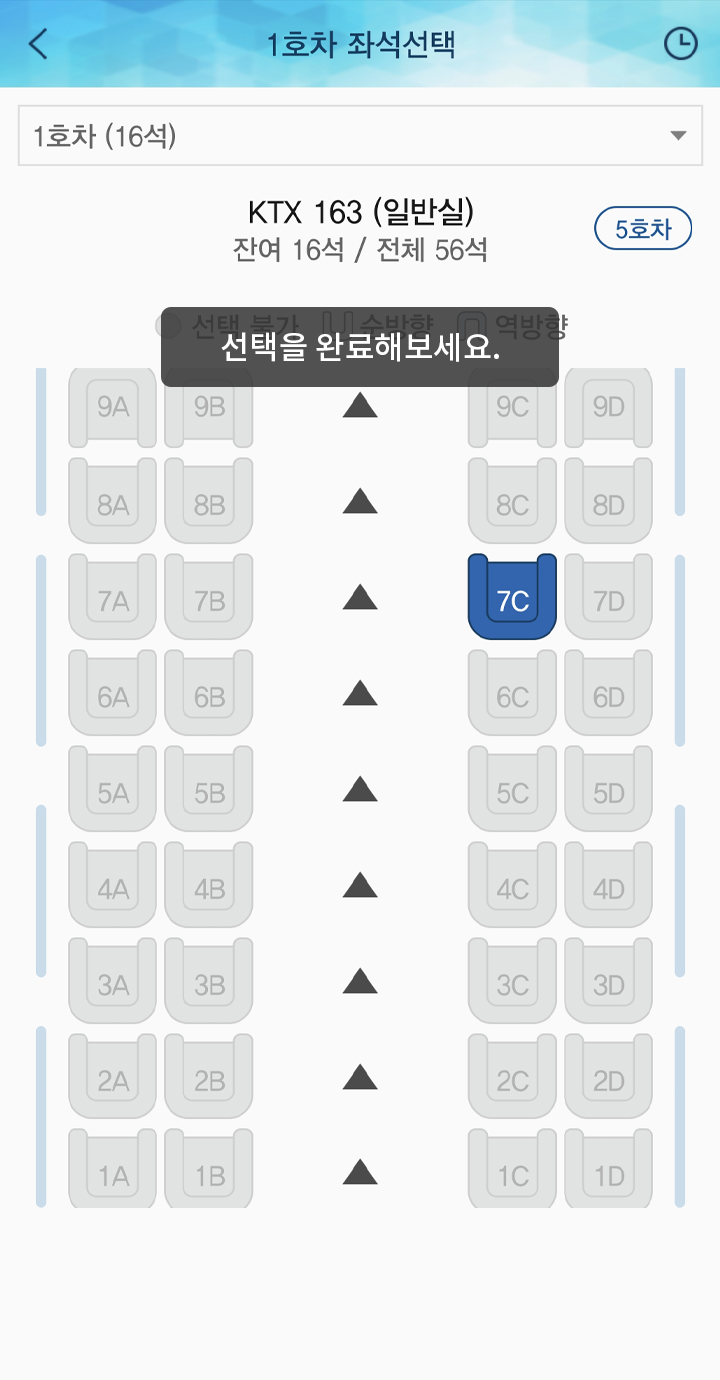 1호차 좌석선택
1호차 (16석)
KTX 163 (일반실)
잔여 16석 / 전체 56석
5호차
선택 불가 순방향 역방향
선택을 완료해보세요.
9A 9B 9C 9D
8A 8B 8C 8D
7A 7B 7C 7D
6A 6B 6C 6D
5A 5B 5C 5D
4A 4B 4C 4D
3A 3B 3C 3D
2A 2B 2C 2D
1A 1B 1C 1D